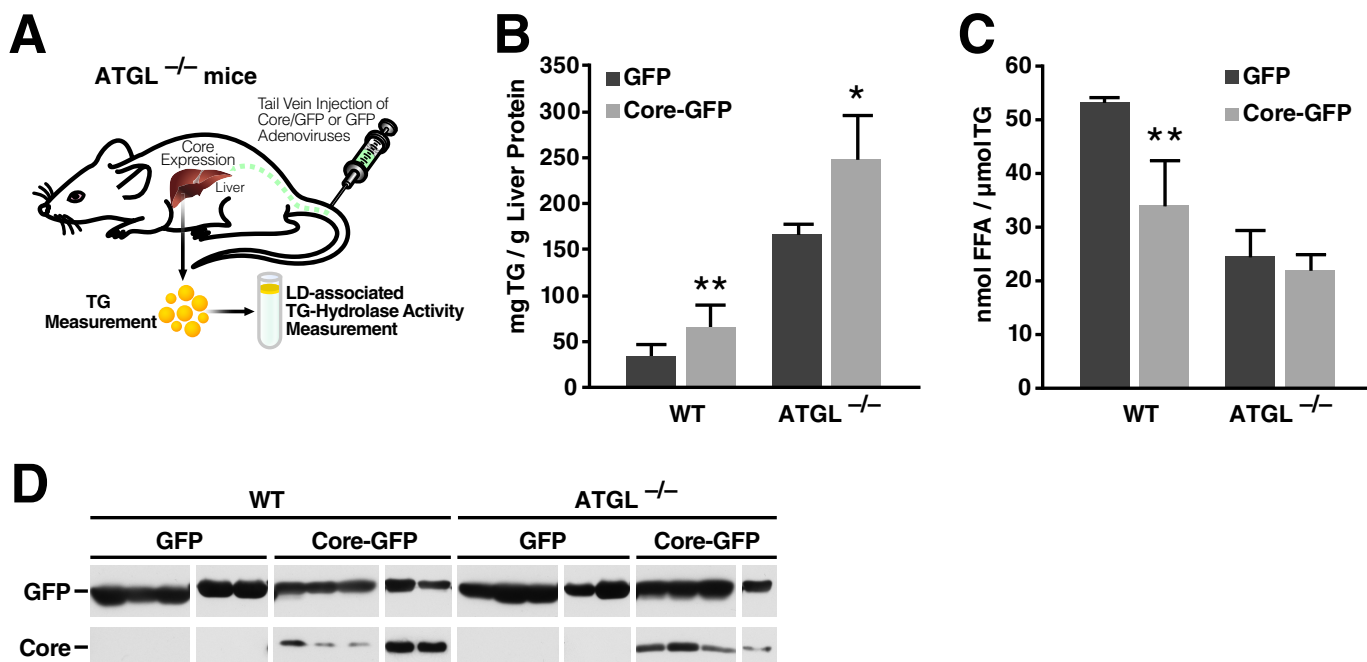 A
ATGL –/– mice
Tail Vein Injection of
Core/GFP or GFP
Adenoviruses
Core
Expression
Liver
TG
Measurement
LD-associated
TG-Hydrolase Activity
Measurement
B
mg TG / g Liver Protein
350
300
250
200
150
100
50
0
GFP
Core-GFP
**
*
WT
ATGL –/–
C
nmol FFA / µmolTG
60
50
40
30
20
10
0
GFP
Core-GFP
**
WT
ATGL –/–
D
WT
ATGL –/–
GFP
Core-GFP
GFP
Core-GFP
GFP
Core